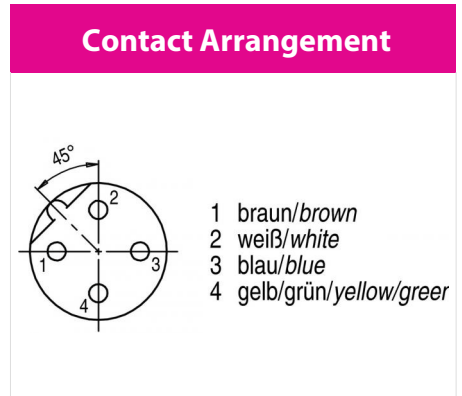 Contact Arrangement
45°
2
1
3
4
1 braun/brown
2 weiß/white
3 blau/blue
4 gelb/grün/yellow/greer